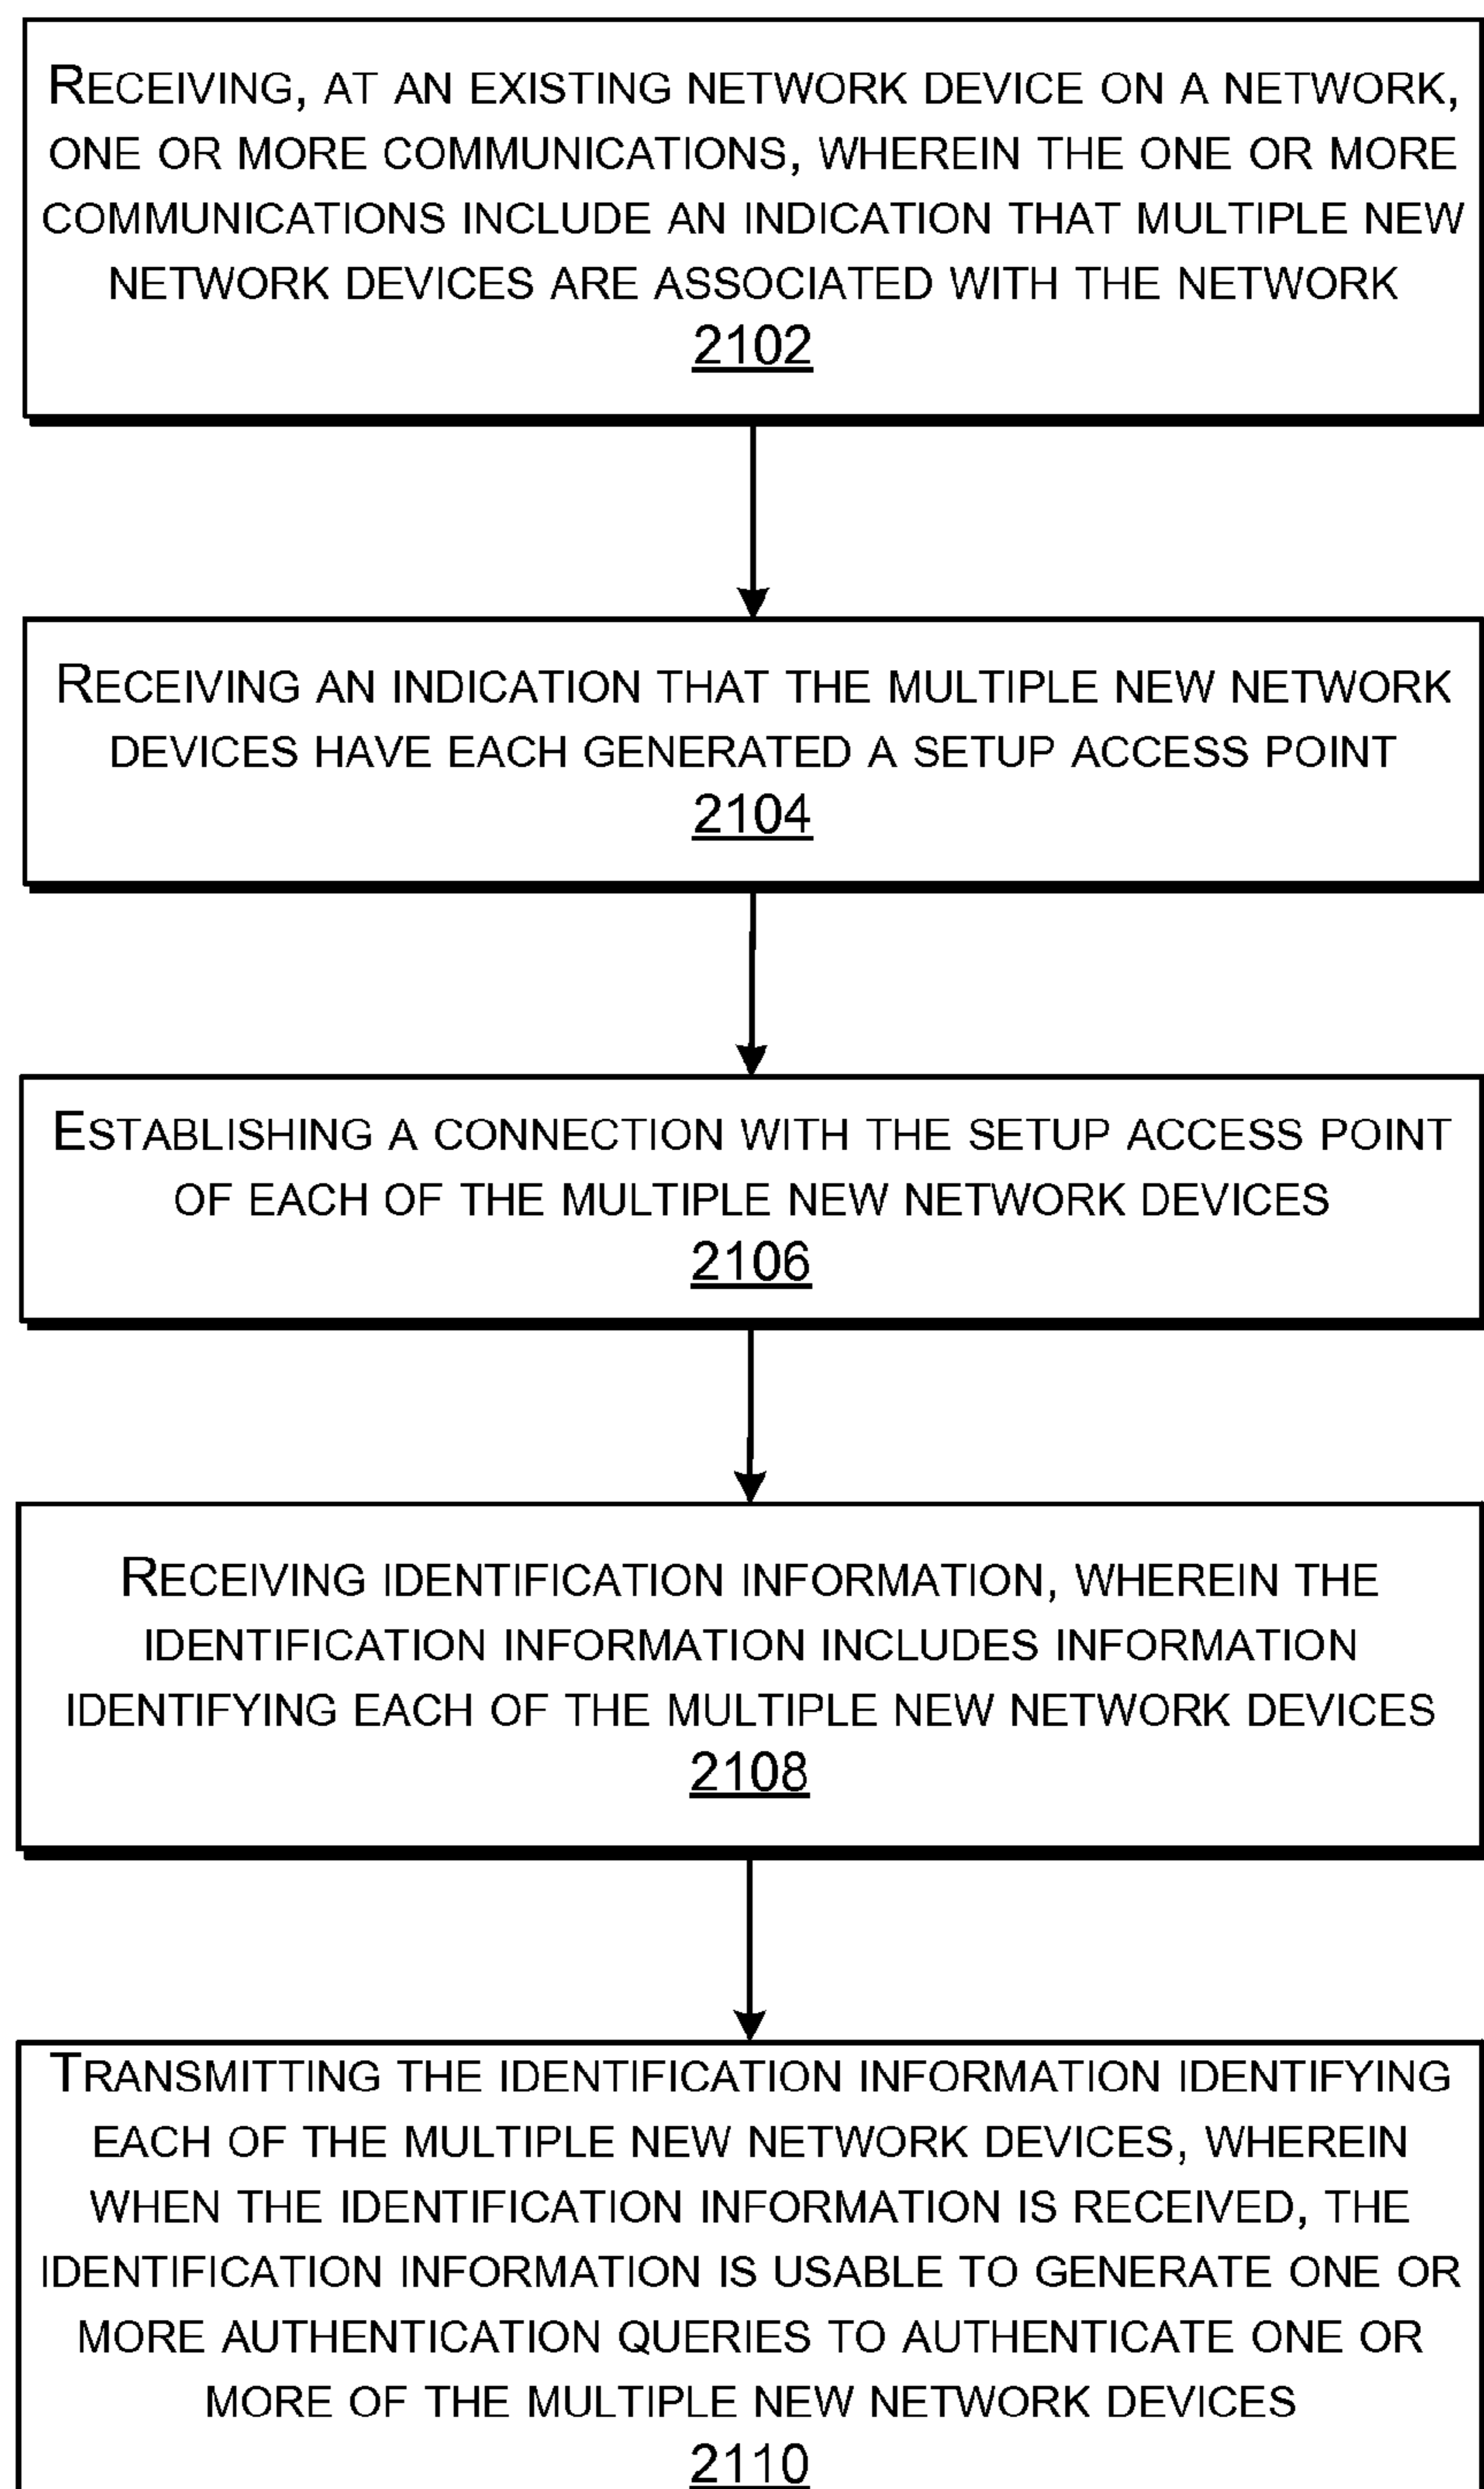 RECEIVING, AT AN EXISTING NETWORK DEVICE ON A NETWORK,
ONE OR MORE COMMUNICATIONS, WHEREIN THE ONE OR MORE
COMMUNICATIONS INCLUDE AN INDICATION THAT MULTIPLE NEW
NETWORK DEVICES ARE ASSOCIATED WITH THE NETWORK
2102
RECEIVING AN INDICATION THAT THE MULTIPLE NEW NETWORK
DEVICES HAVE EACH GENERATED A SETUP ACCESS POINT
2104
ESTABLISHING A CONNECTION WITH THE SETUP ACCESS POINT
OF EACH OF THE MULTIPLE NEW NETWORK DEVICES
2106
RECEIVING IDENTIFICATION INFORMATION, WHEREIN THE
IDENTIFICATION INFORMATION INCLUDES INFORMATION
IDENTIFYING EACH OF THE MULTIPLE NEW NETWORK DEVICES
2108
TRANSMITTING THE IDENTIFICATION INFORMATION IDENTIFYING
EACH OF THE MULTIPLE NEW NETWORK DEVICES, WHEREIN
WHEN THE IDENTIFICATION INFORMATION IS RECEIVED, THE
IDENTIFICATION INFORMATION IS USABLE TO GENERATE ONE OR
MORE AUTHENTICATION QUERIES TO AUTHENTICATE ONE OR
MORE OF THE MULTIPLE NEW NETWORK DEVICES
2110